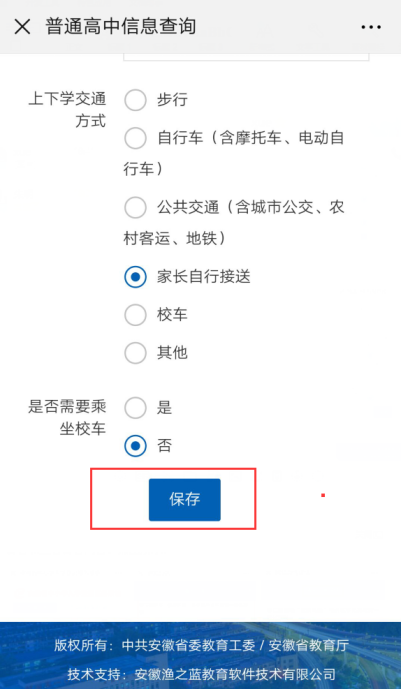 普通高中信息查询
上下学交通
方式
步行
自行车（含摩托车、电动自
行车）
公共交通（含城市公交、农
村客运、地铁）
家长自行接送
校车
其他
是否需要乘
坐校车
是
否
保存
版权所有：中共安徽省委教育工委 / 安徽省教育厅
技术支持：安徽渔之蓝教育软件技术有限公司